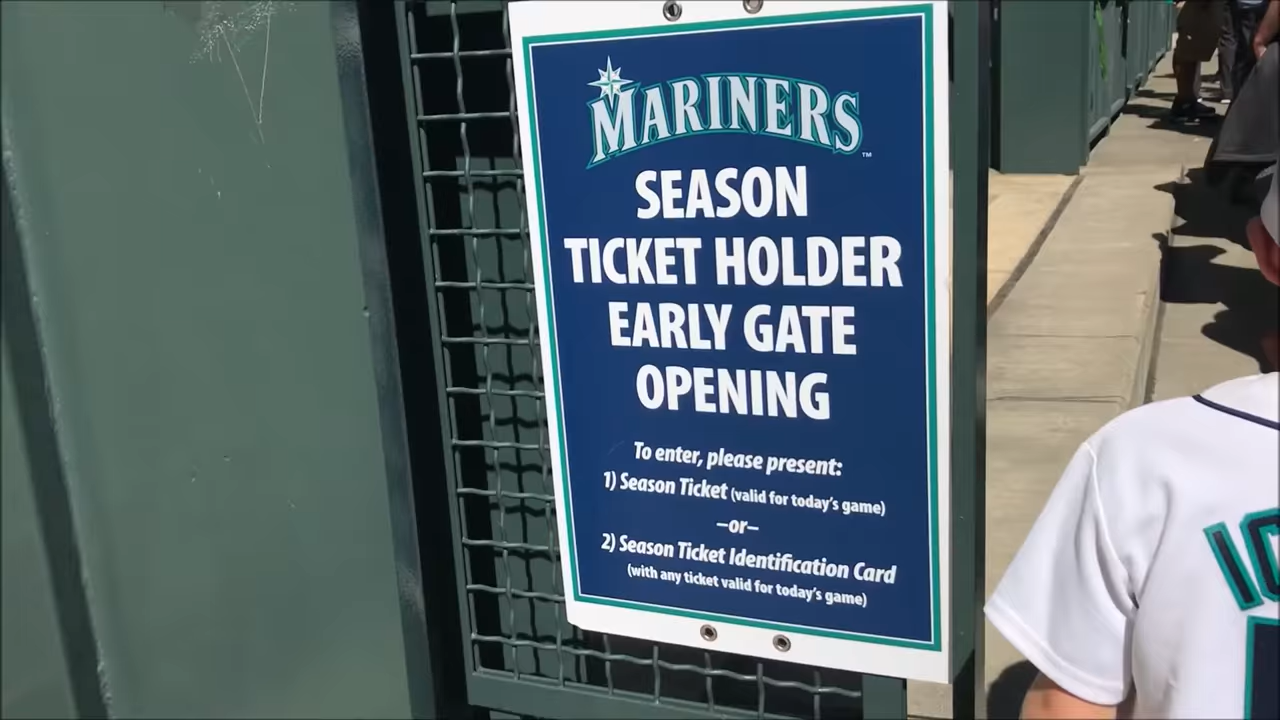 MARINERS™
SEASON
TICKET HOLDER
EARLY GATE
OPENING
To enter, please present:
1) Season Ticket (valid for today's game)
–or–
2) Season Ticket Identification Card
(with any ticket valid for today's game)